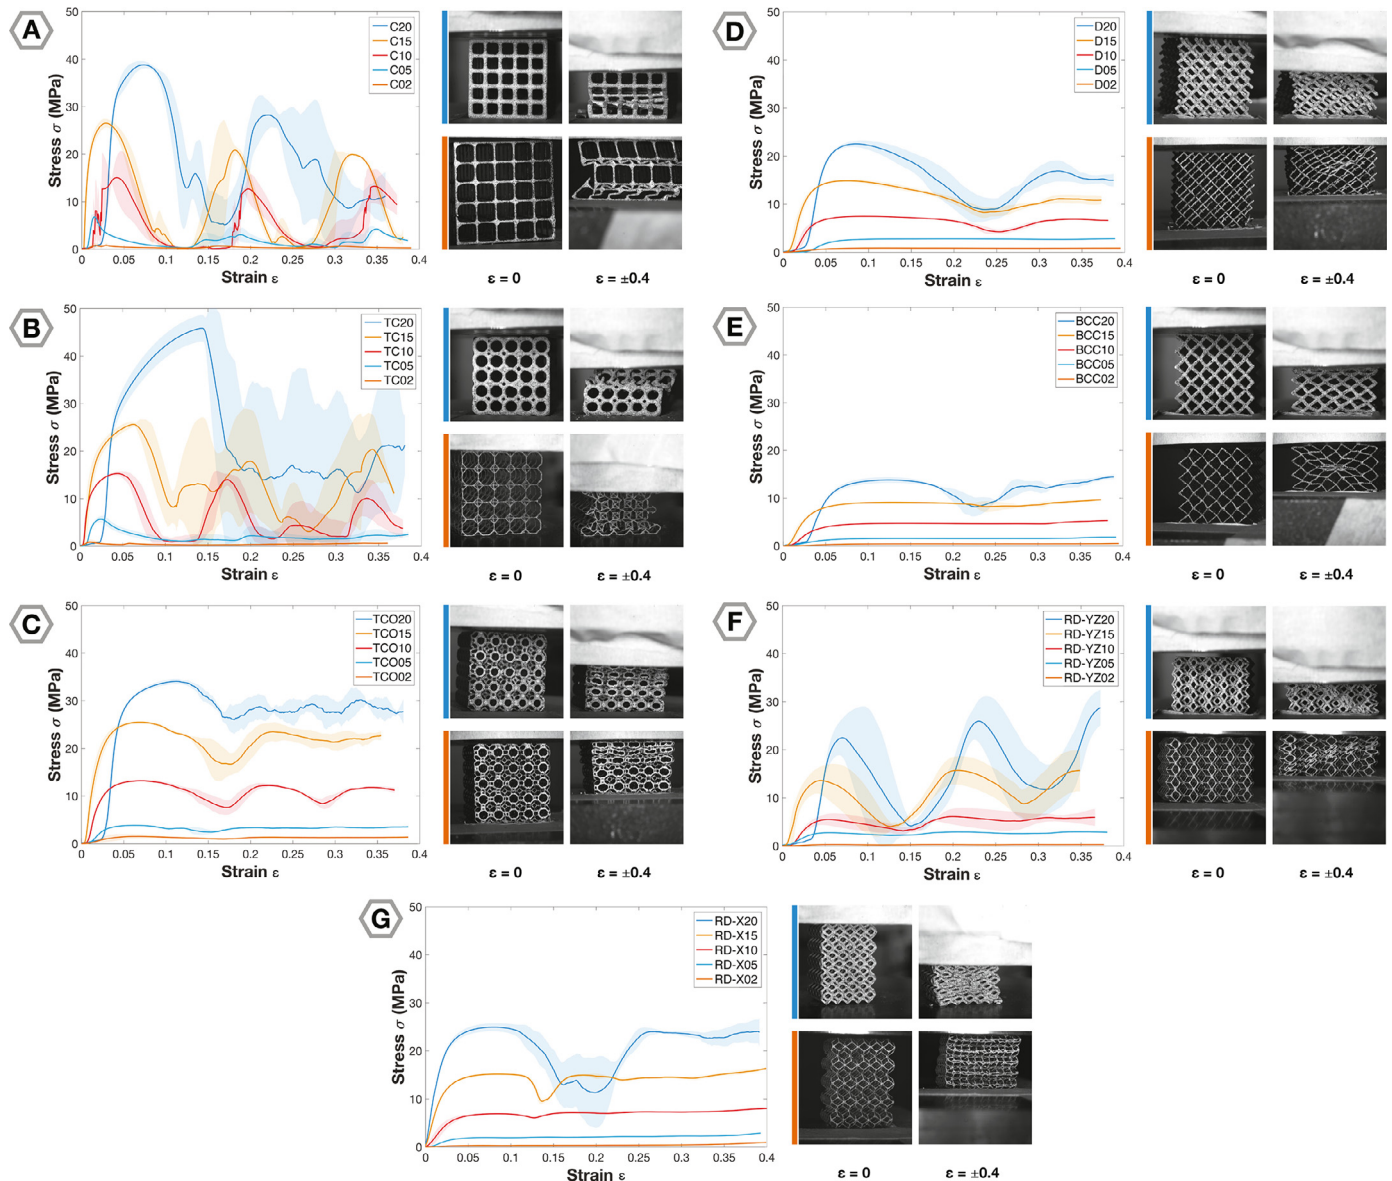 A
50
40
30
20
10
0
0 0.05 0.1 0.15 0.2 0.25 0.3 0.35 0.4
Stress σ (MPa)
Strain ε
C20
C15
C10
C05
C02
ε = 0
ε = ±0.4
D
50
40
30
20
10
0
0 0.05 0.1 0.15 0.2 0.25 0.3 0.35 0.4
Stress σ (MPa)
Strain ε
D20
D15
D10
D05
D02
ε = 0
ε = ±0.4
B
50
40
30
20
10
0
0 0.05 0.1 0.15 0.2 0.25 0.3 0.35 0.4
Stress σ (MPa)
Strain ε
TC20
TC15
TC10
TC05
TC02
ε = 0
ε = ±0.4
E
50
40
30
20
10
0
0 0.05 0.1 0.15 0.2 0.25 0.3 0.35 0.4
Stress σ (MPa)
Strain ε
BCC20
BCC15
BCC10
BCC05
BCC02
ε = 0
ε = ±0.4
C
50
40
30
20
10
0
0 0.05 0.1 0.15 0.2 0.25 0.3 0.35 0.4
Stress σ (MPa)
Strain ε
TCO20
TCO15
TCO10
TCO05
TCO02
ε = 0
ε = ±0.4
F
50
40
30
20
10
0
0 0.05 0.1 0.15 0.2 0.25 0.3 0.35 0.4
Stress σ (MPa)
Strain ε
RD-YZ20
RD-YZ15
RD-YZ10
RD-YZ05
RD-YZ02
ε = 0
ε = ±0.4
G
50
40
30
20
10
0
0 0.05 0.1 0.15 0.2 0.25 0.3 0.35 0.4
Stress σ (MPa)
Strain ε
RD-X20
RD-X15
RD-X10
RD-X05
RD-X02
ε = 0
ε = ±0.4